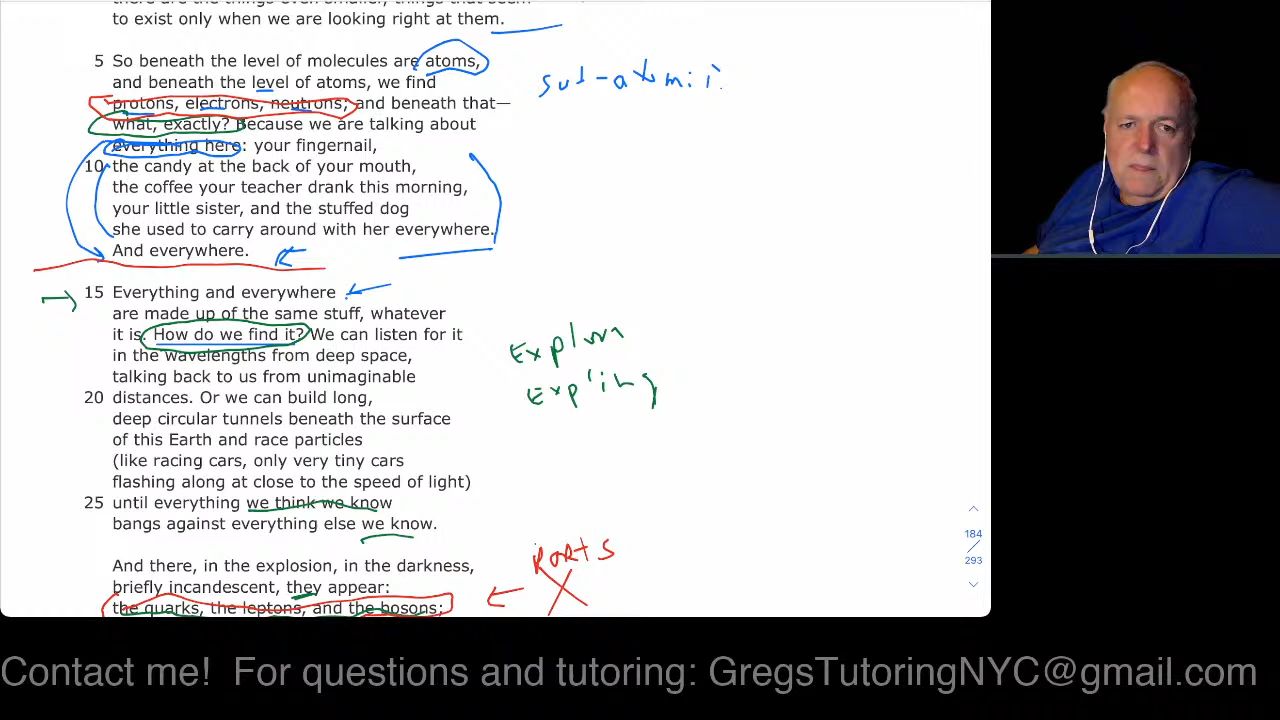 to exist only when we are looking right at them.
5 So beneath the level of molecules are atoms,
and beneath the level of atoms, we find
protons, electrons, neutrons; and beneath that—
what, exactly? Because we are talking about
everything here: your fingernail,
10 the candy at the back of your mouth,
the coffee your teacher drank this morning,
your little sister, and the stuffed dog
she used to carry around with her everywhere.
And everywhere.
15 Everything and everywhere
are made up of the same stuff, whatever
it is. How do we find it? We can listen for it
in the wavelengths from deep space,
talking back to us from unimaginable
20 distances. Or we can build long,
deep circular tunnels beneath the surface
of this Earth and race particles
(like racing cars, only very tiny cars
flashing along at close to the speed of light)
25 until everything we think we know
bangs against everything else we know.
And there, in the explosion, in the darkness,
briefly incandescent, they appear:
the quarks, the leptons, and the bosons;
parts
184
293
Contact me! For questions and tutoring: GregsTutoringNYC@gmail.com